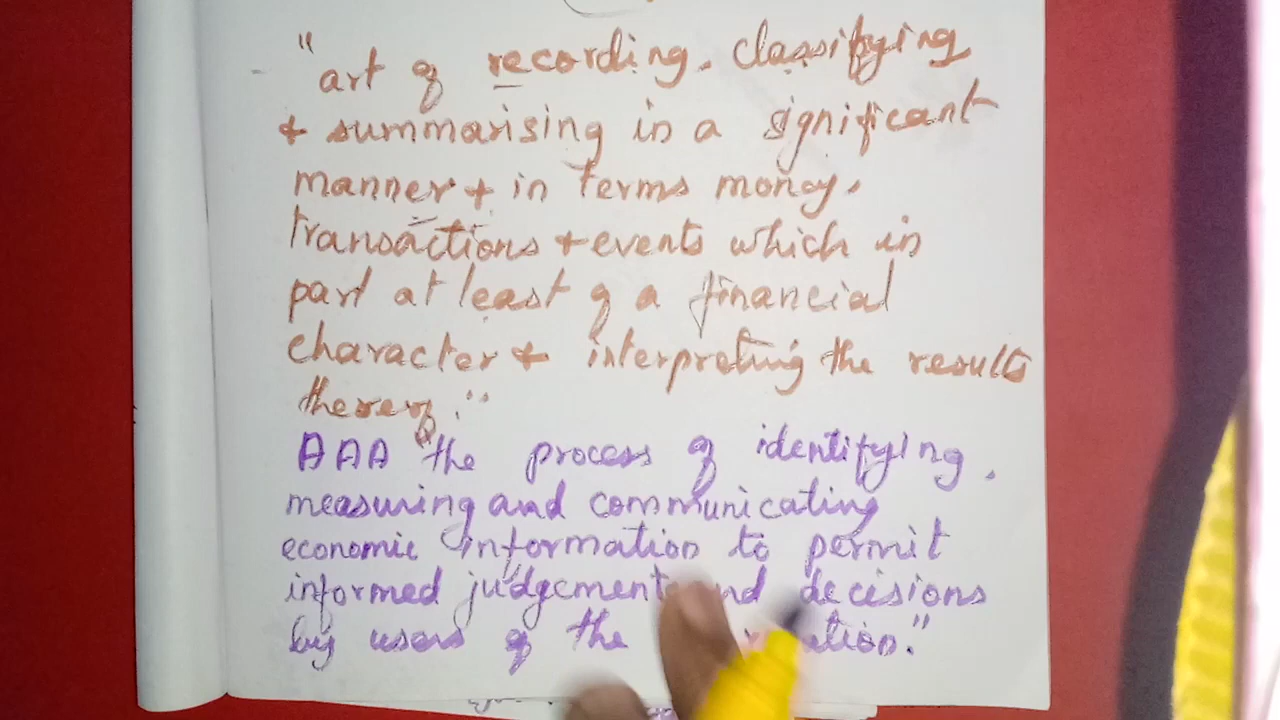 "art of recording, classifying
& summarising in a significant
manner & in terms money,
transactions & events which in
part at least of a financial
character & interpreting the results
thereof."
AAA "the process of identifying,
measuring and communicating
economic information to permit
informed judgement and decisions
by users of the